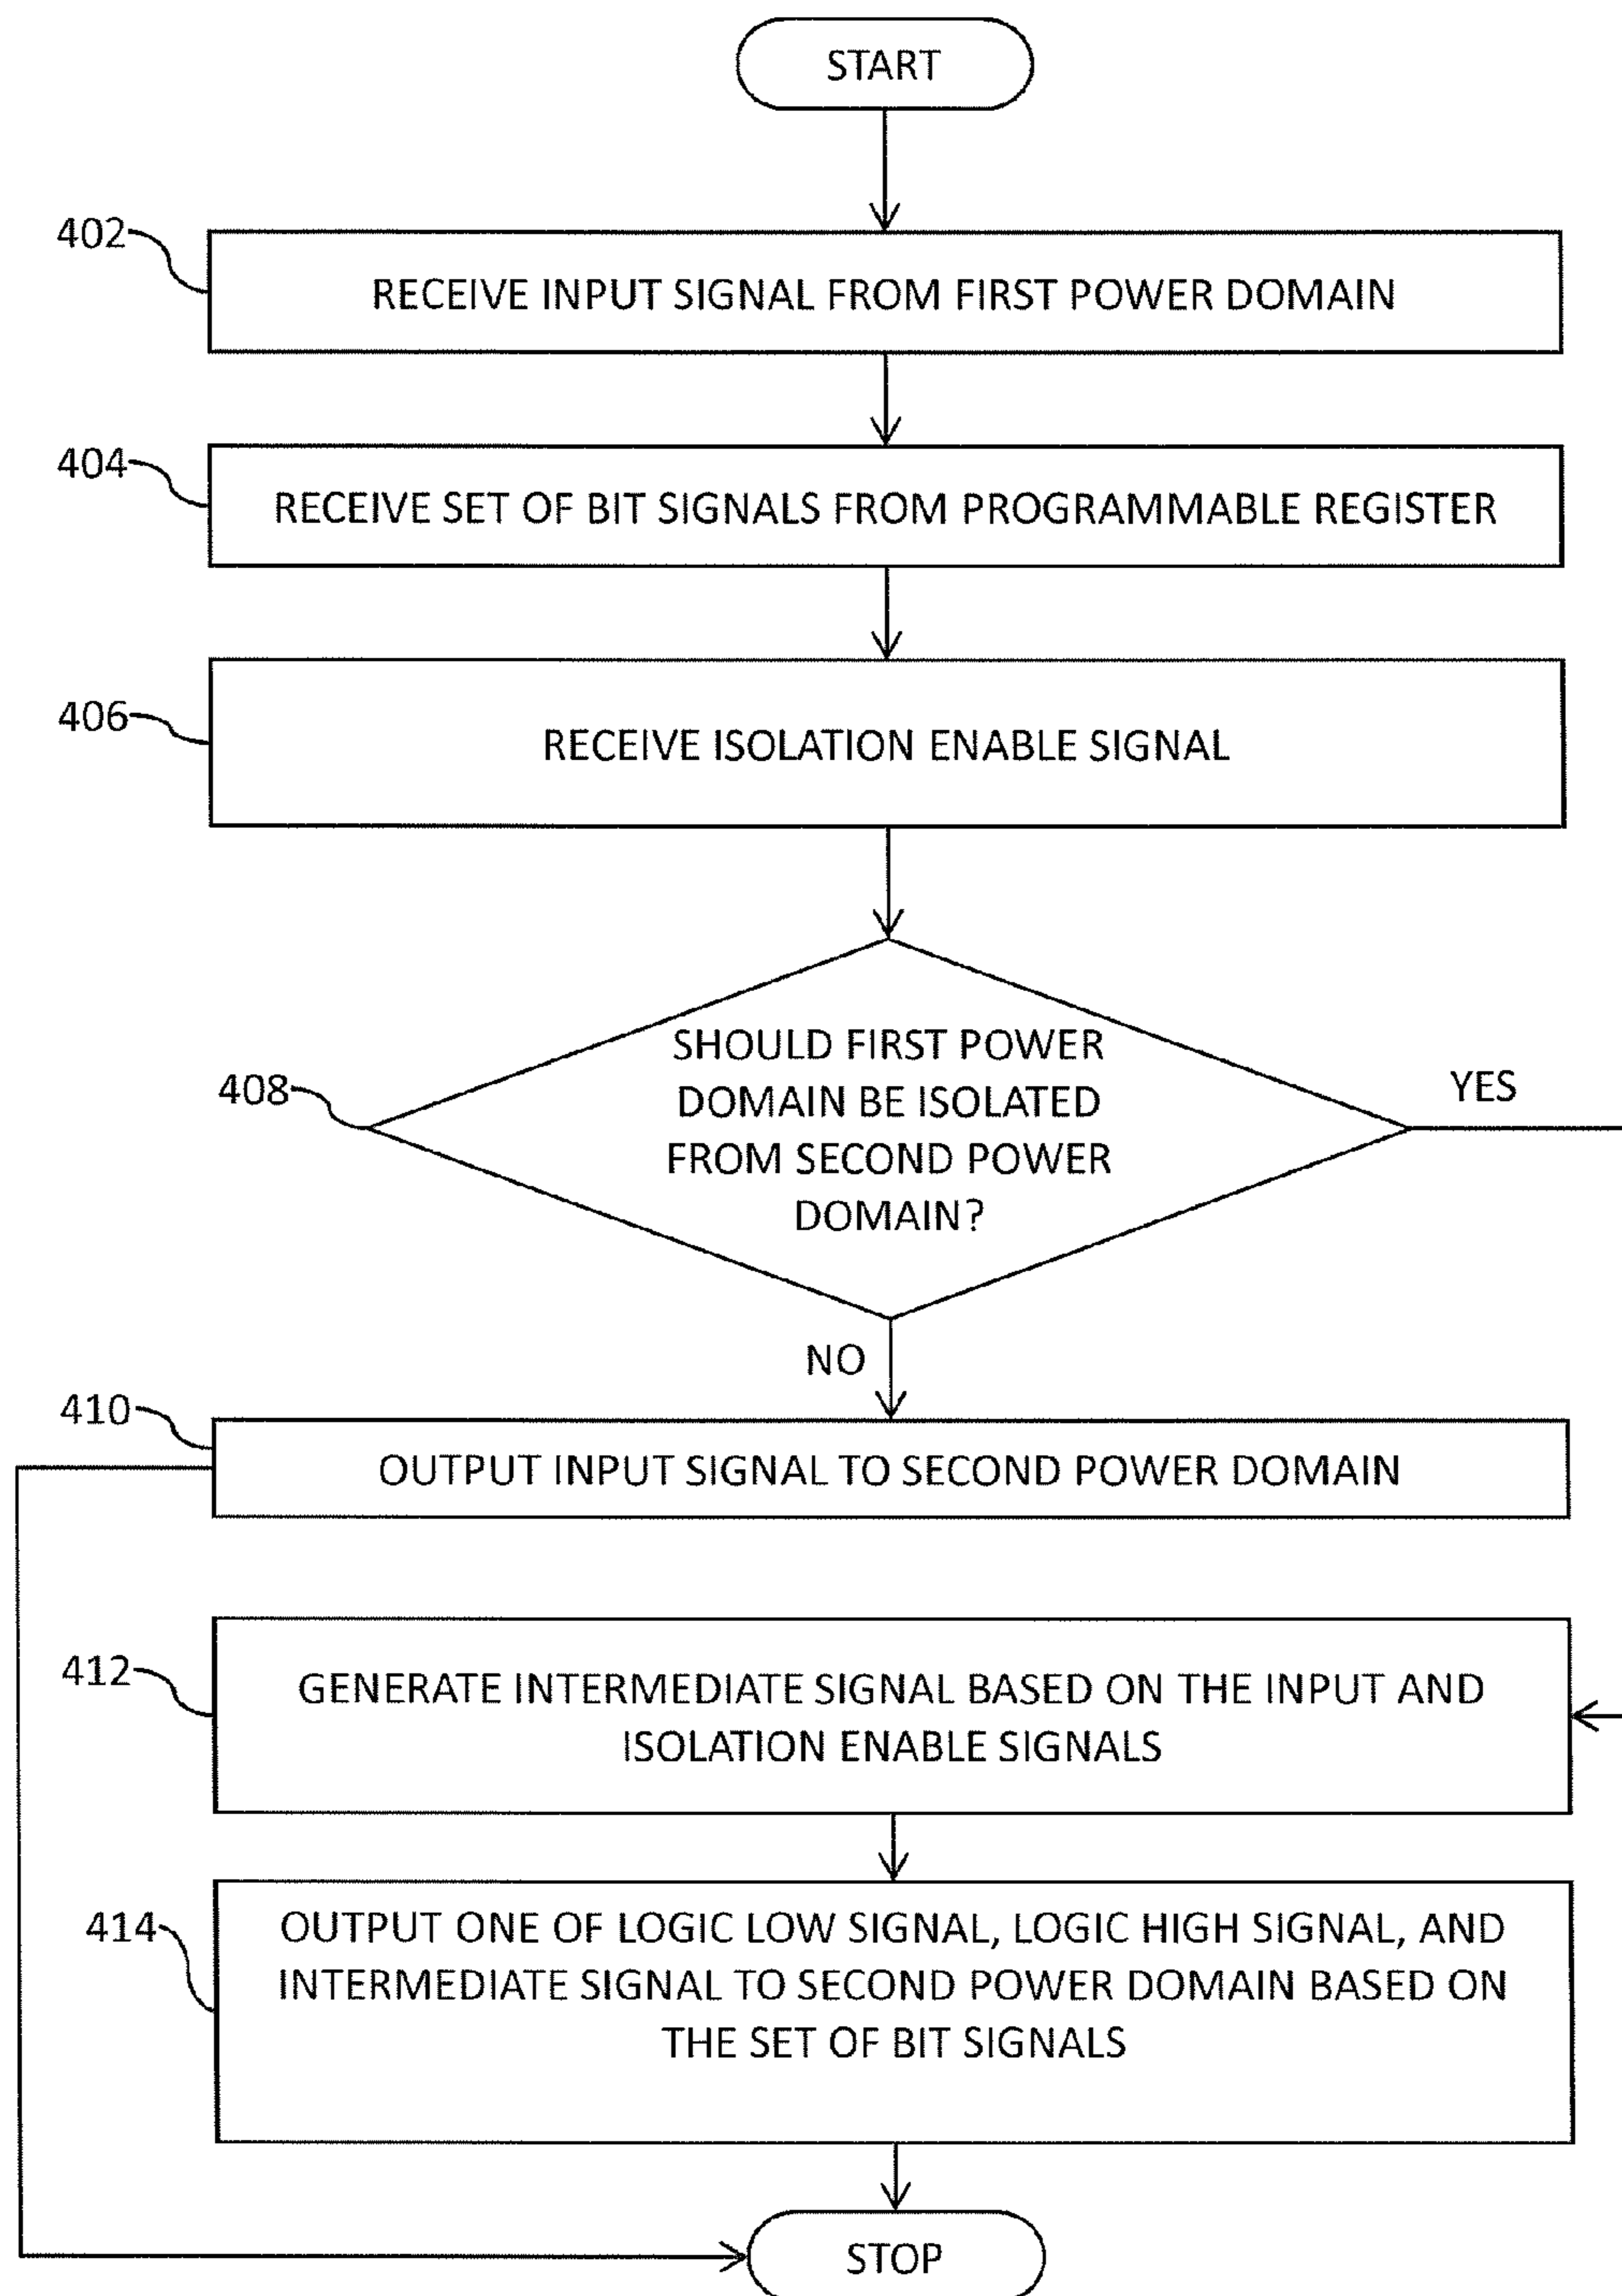 START
402
RECEIVE INPUT SIGNAL FROM FIRST POWER DOMAIN
404
RECEIVE SET OF BIT SIGNALS FROM PROGRAMMABLE REGISTER
406
RECEIVE ISOLATION ENABLE SIGNAL
408
SHOULD FIRST POWER
DOMAIN BE ISOLATED
FROM SECOND POWER
DOMAIN?
YES
NO
410
OUTPUT INPUT SIGNAL TO SECOND POWER DOMAIN
412
GENERATE INTERMEDIATE SIGNAL BASED ON THE INPUT AND
ISOLATION ENABLE SIGNALS
414
OUTPUT ONE OF LOGIC LOW SIGNAL, LOGIC HIGH SIGNAL, AND
INTERMEDIATE SIGNAL TO SECOND POWER DOMAIN BASED ON
THE SET OF BIT SIGNALS
STOP